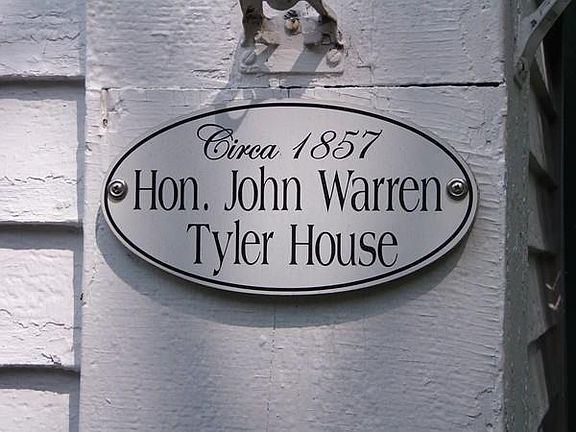 Circa 1857
Hon. John Warren
Tyler House